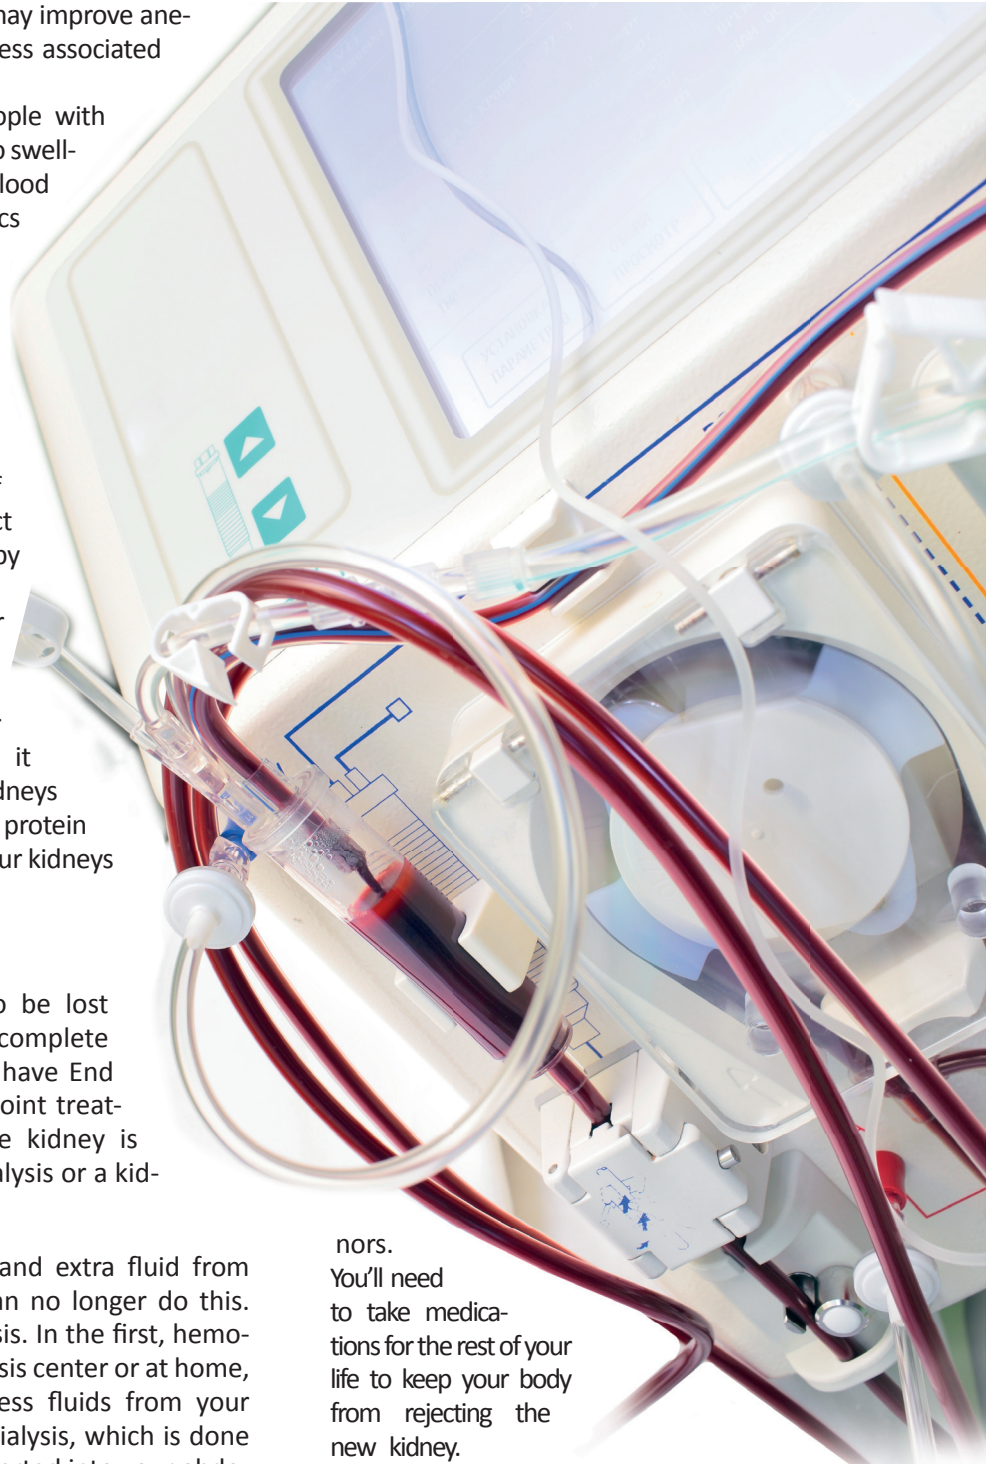 may improve ane-
ess associated
ople with
o swell-
lood
cs
ct
by
r
it
dneys
protein
ur kidneys
o be lost
complete
have End
oint treat-
e kidney is
alysis or a kid-
and extra fluid from
an no longer do this.
sis. In the first, hemo-
sis center or at home,
ess fluids from your
ialysis, which is done
nors.
You'll need
to take medica-
tions for the rest of your
life to keep your body
from rejecting the
new kidney.
УСТАНОВКА
ПАРАМЕТРОВ